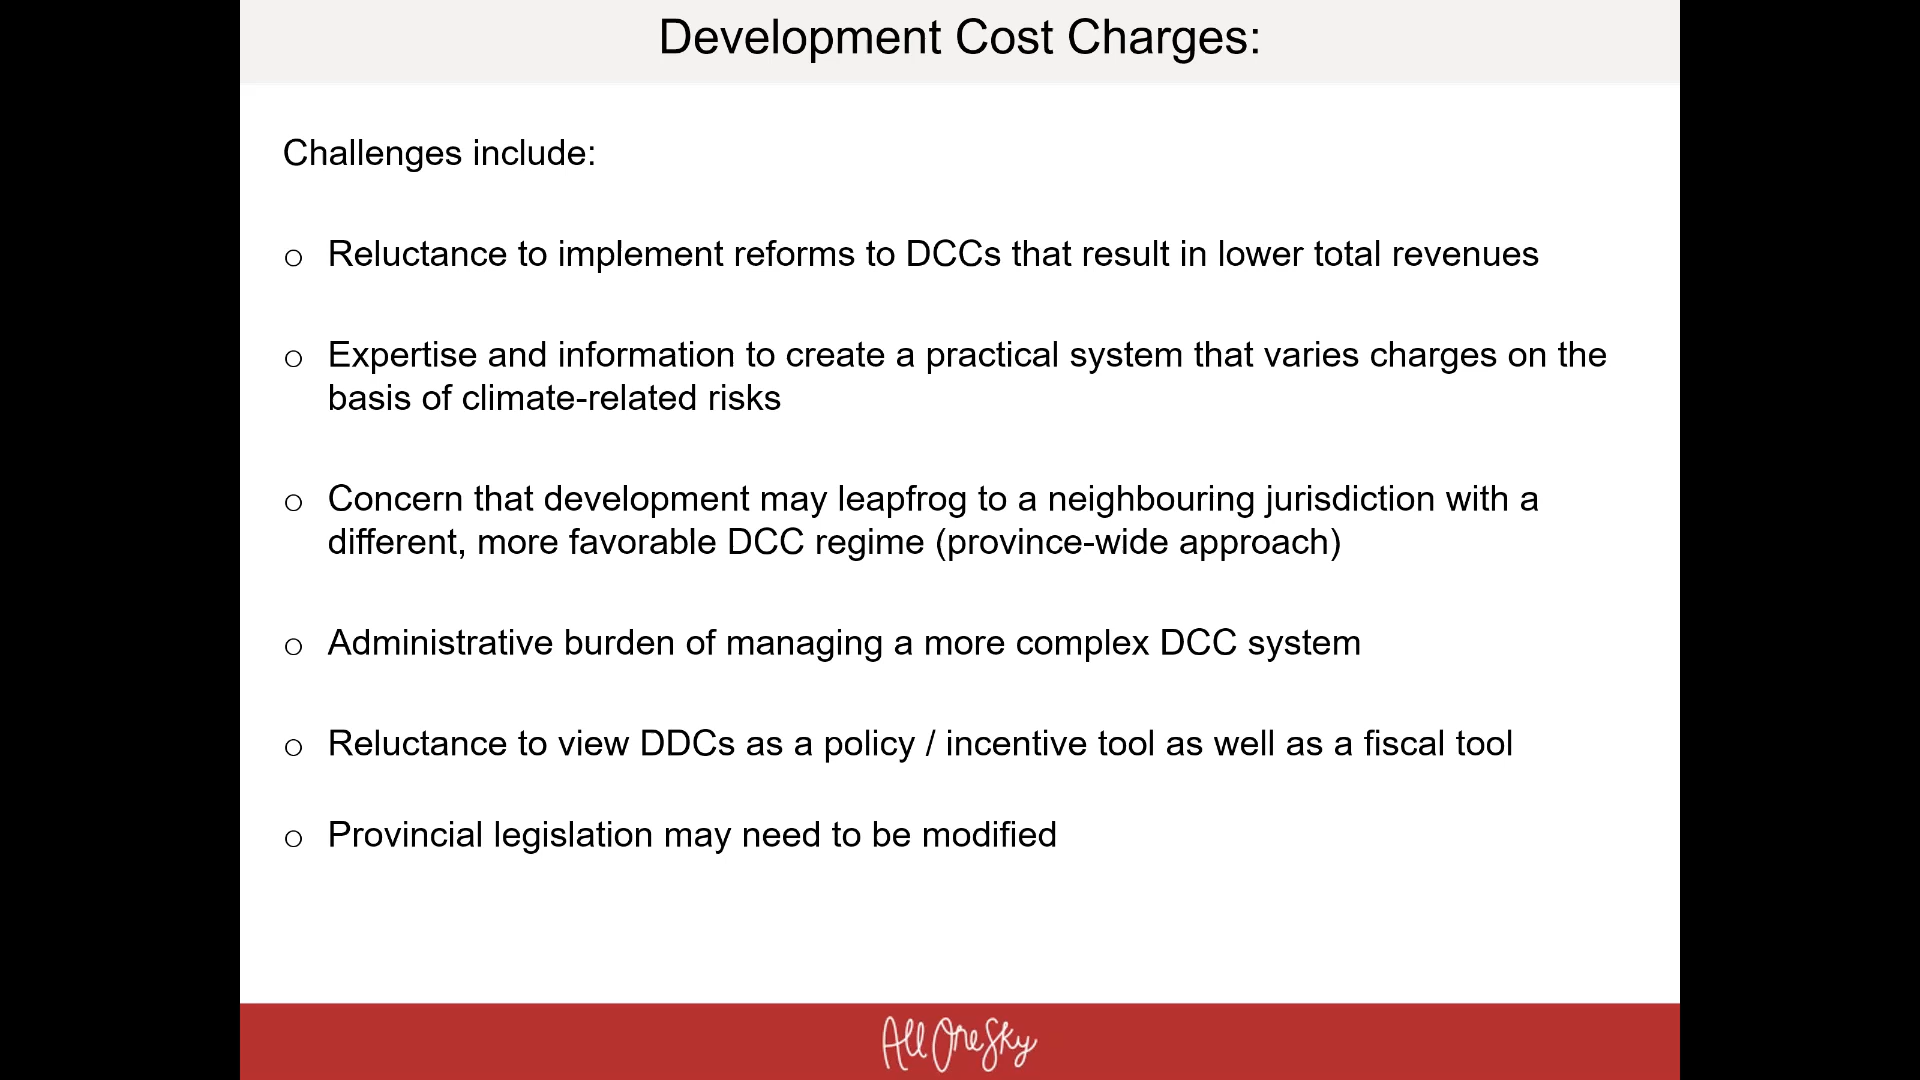 Development Cost Charges:
Challenges include:
o Reluctance to implement reforms to DCCs that result in lower total revenues
o Expertise and information to create a practical system that varies charges on the
basis of climate-related risks
o Concern that development may leapfrog to a neighbouring jurisdiction with a
different, more favorable DCC regime (province-wide approach)
o Administrative burden of managing a more complex DCC system
o Reluctance to view DDCs as a policy / incentive tool as well as a fiscal tool
o Provincial legislation may need to be modified
All One Sky